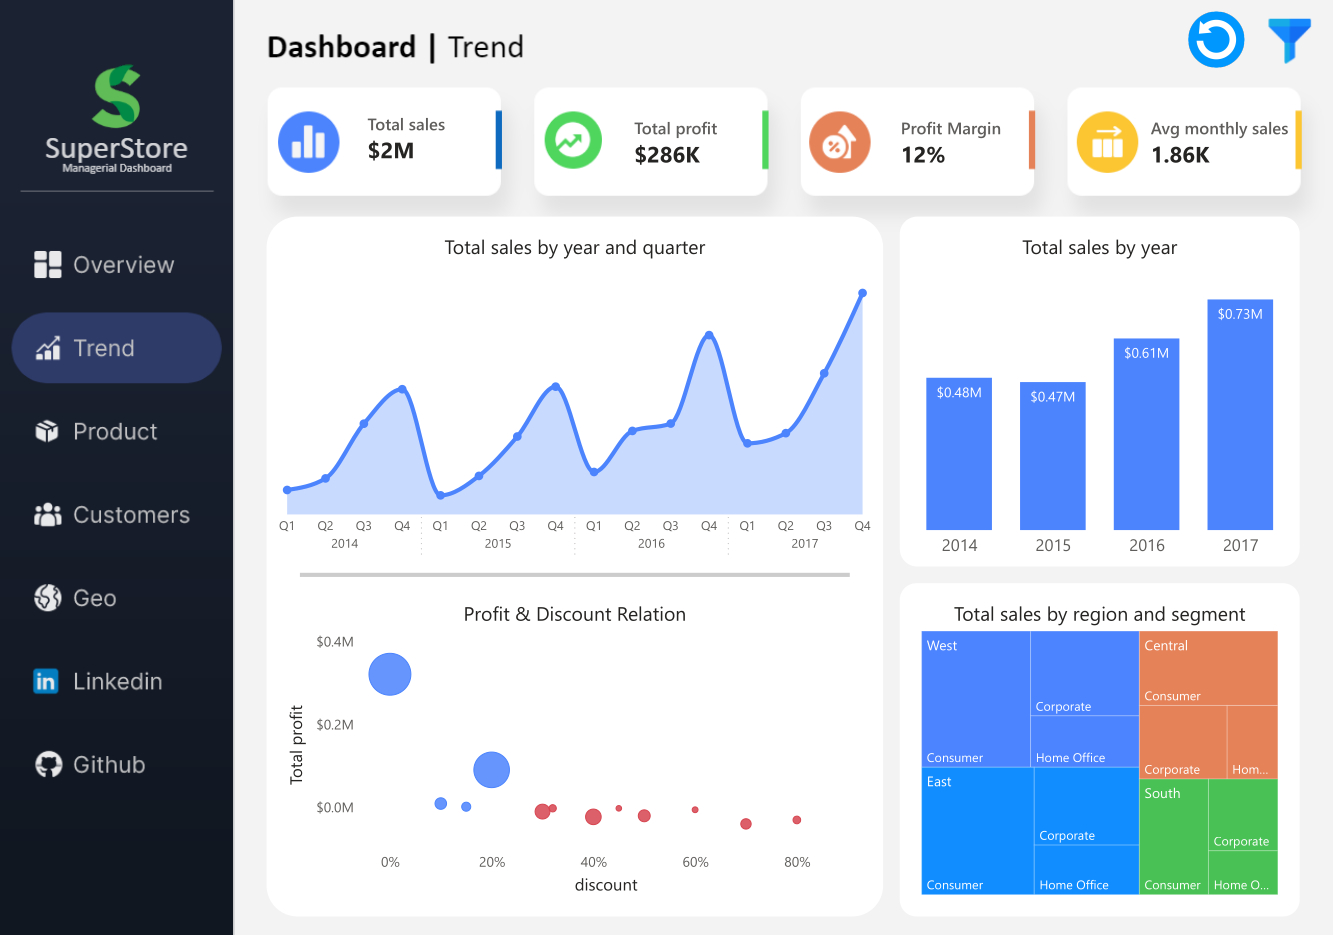 SuperStore
Managerial Dashboard
Overview
Trend
Product
Customers
Geo
in Linkedin
Github
Dashboard | Trend
Total sales
$2M
Total profit
$286K
Profit Margin
12%
Avg monthly sales
1.86K
Total sales by year and quarter
Q1 Q2 Q3 Q4 Q1 Q2 Q3 Q4 Q1 Q2 Q3 Q4 Q1 Q2 Q3 Q4
2014 2015 2016 2017
Profit & Discount Relation
Total profit
$0.4M
$0.2M
$0.0M
0% 20% 40% 60% 80%
discount
Total sales by year
$0.48M $0.47M $0.61M $0.73M
2014 2015 2016 2017
Total sales by region and segment
West
Consumer
Corporate
Home Office
Central
Consumer
Corporate
Hom...
East
Consumer
Corporate
Home Office
South
Consumer
Corporate
Home O...